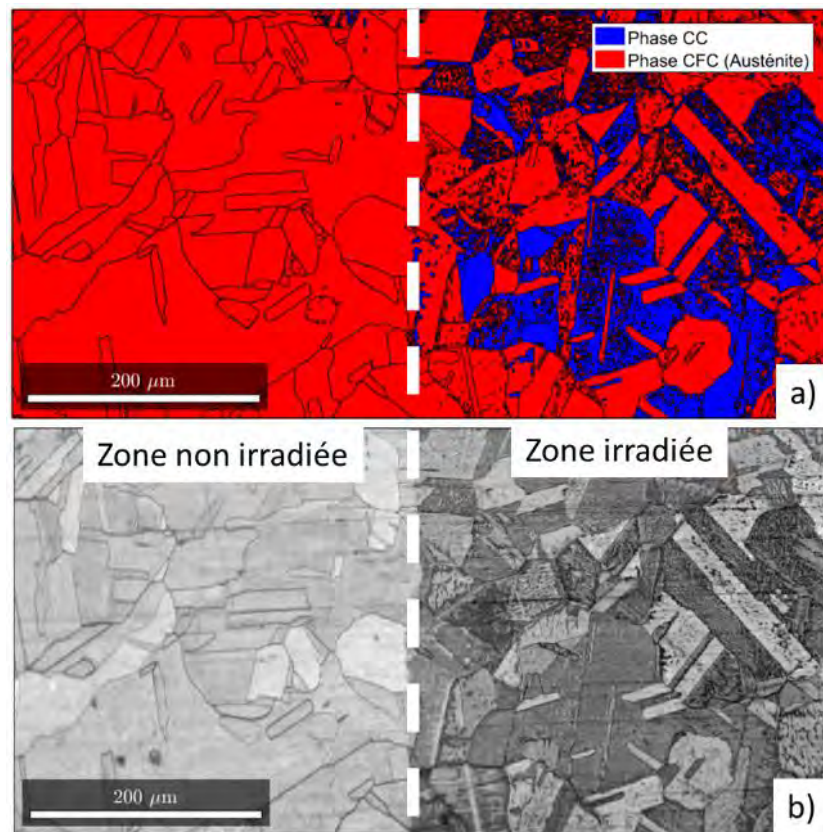 Phase CC
Phase CFC (Austénite)
200 μm
a)
Zone non irradiée
Zone irradiée
200 μm
b)